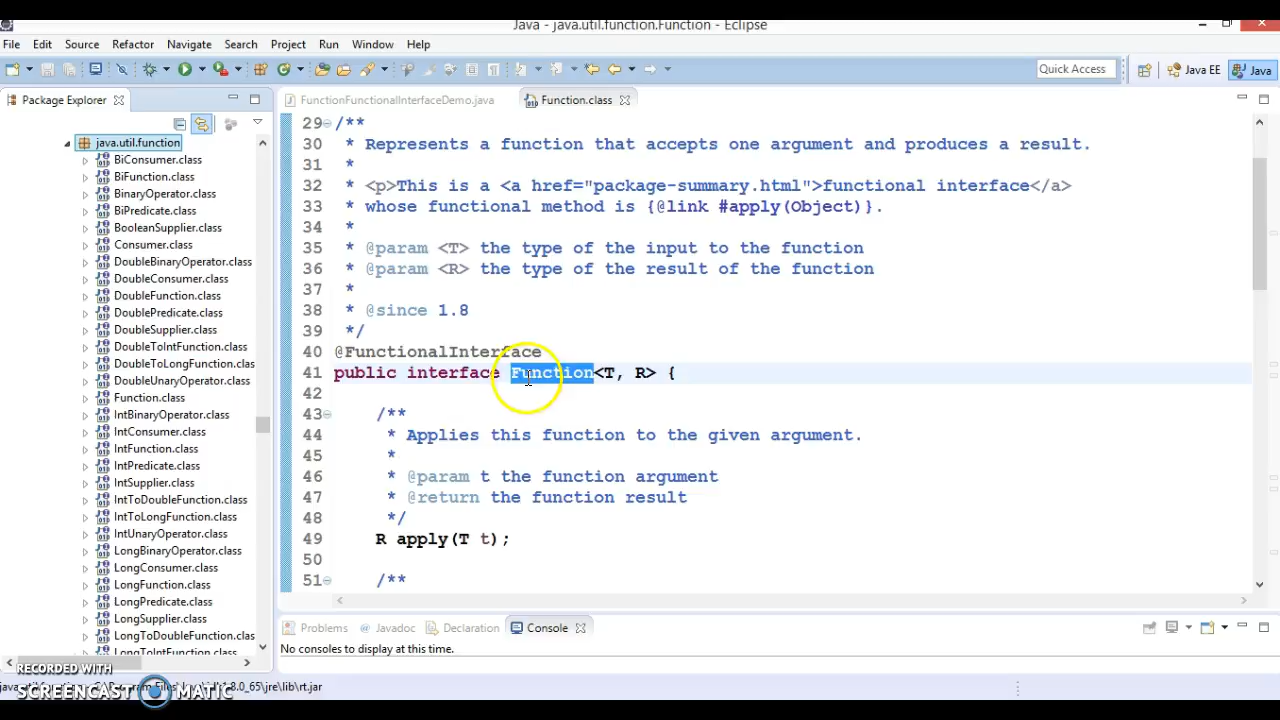 Java - java.util.function.Function - Eclipse
File Edit Source Refactor Navigate Search Project Run Window Help
Quick Access
Java EE
Java
Package Explorer
FunctionFunctionalInterfaceDemo.java
Function.class
java.util.function
BiConsumer.class
BiFunction.class
BinaryOperator.class
BiPredicate.class
BooleanSupplier.class
Consumer.class
DoubleBinaryOperator.class
DoubleConsumer.class
DoubleFunction.class
DoublePredicate.class
DoubleSupplier.class
DoubleToIntFunction.class
DoubleToLongFunction.class
DoubleUnaryOperator.class
Function.class
IntBinaryOperator.class
IntConsumer.class
IntFunction.class
IntPredicate.class
IntSupplier.class
IntToDoubleFunction.class
IntToLongFunction.class
IntUnaryOperator.class
LongBinaryOperator.class
LongConsumer.class
LongFunction.class
LongPredicate.class
LongSupplier.class
LongToDoubleFunction.clas
LongToIntFunction.class
29 /**
30 * Represents a function that accepts one argument and produces a result.
31 *
32 * <p>This is a <a href="package-summary.html">functional interface</a>
33 * whose functional method is {@link #apply(Object)}.
34 *
35 * @param <T> the type of the input to the function
36 * @param <R> the type of the result of the function
37 *
38 * @since 1.8
39 */
40 @FunctionalInterface
41 public interface Function<T, R> {
42
43 /**
44 * Applies this function to the given argument.
45 *
46 * @param t the function argument
47 * @return the function result
48 */
49 R apply(T t);
50
51 /**
Problems
@ Javadoc
Declaration
Console
No consoles to display at this time.
RECORDED WITH
SCREENCAST MATIC